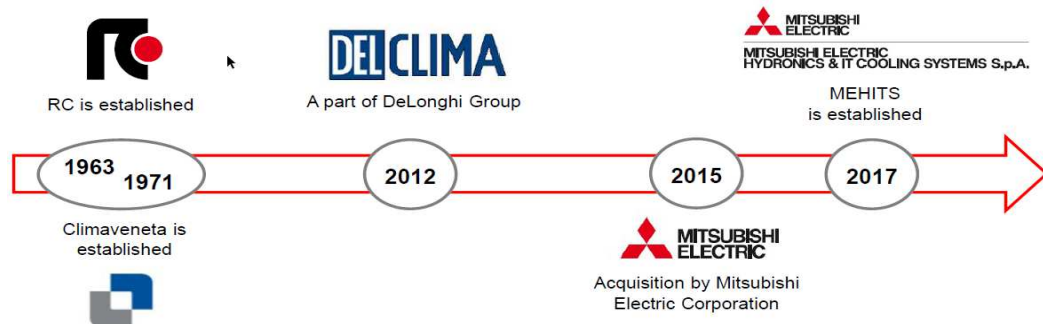 rc
RC is established
DELCLIMA
A part of DeLonghi Group
MITSUBISHI
ELECTRIC
MITSUBISHI ELECTRIC
HYDRONICS & IT COOLING SYSTEMS S.p.A.
MEHITS
is established
1963
1971
2012
2015
2017
Climaveneta is
established
MITSUBISHI
ELECTRIC
Acquisition by Mitsubishi
Electric Corporation